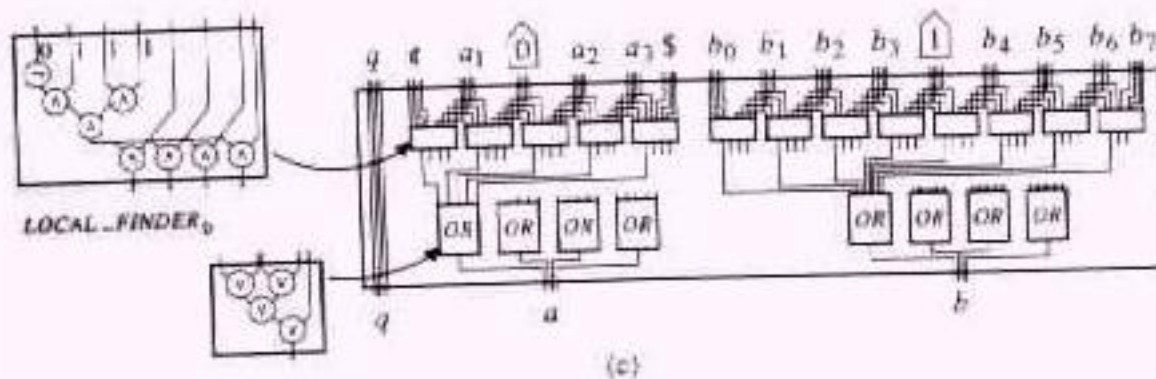 0 1 1 1
¬
∧ ∧
∧
∧ ∧ ∧ ∧
LOCAL_FINDER₀
q ¢ a₁ 0 a₂ a₃ $ b₀ b₁ b₂ b₃ 1 b₄ b₅ b₆ b₇
OR OR OR OR OR OR OR OR
∨ ∨
∨
∨
q a b
(c)